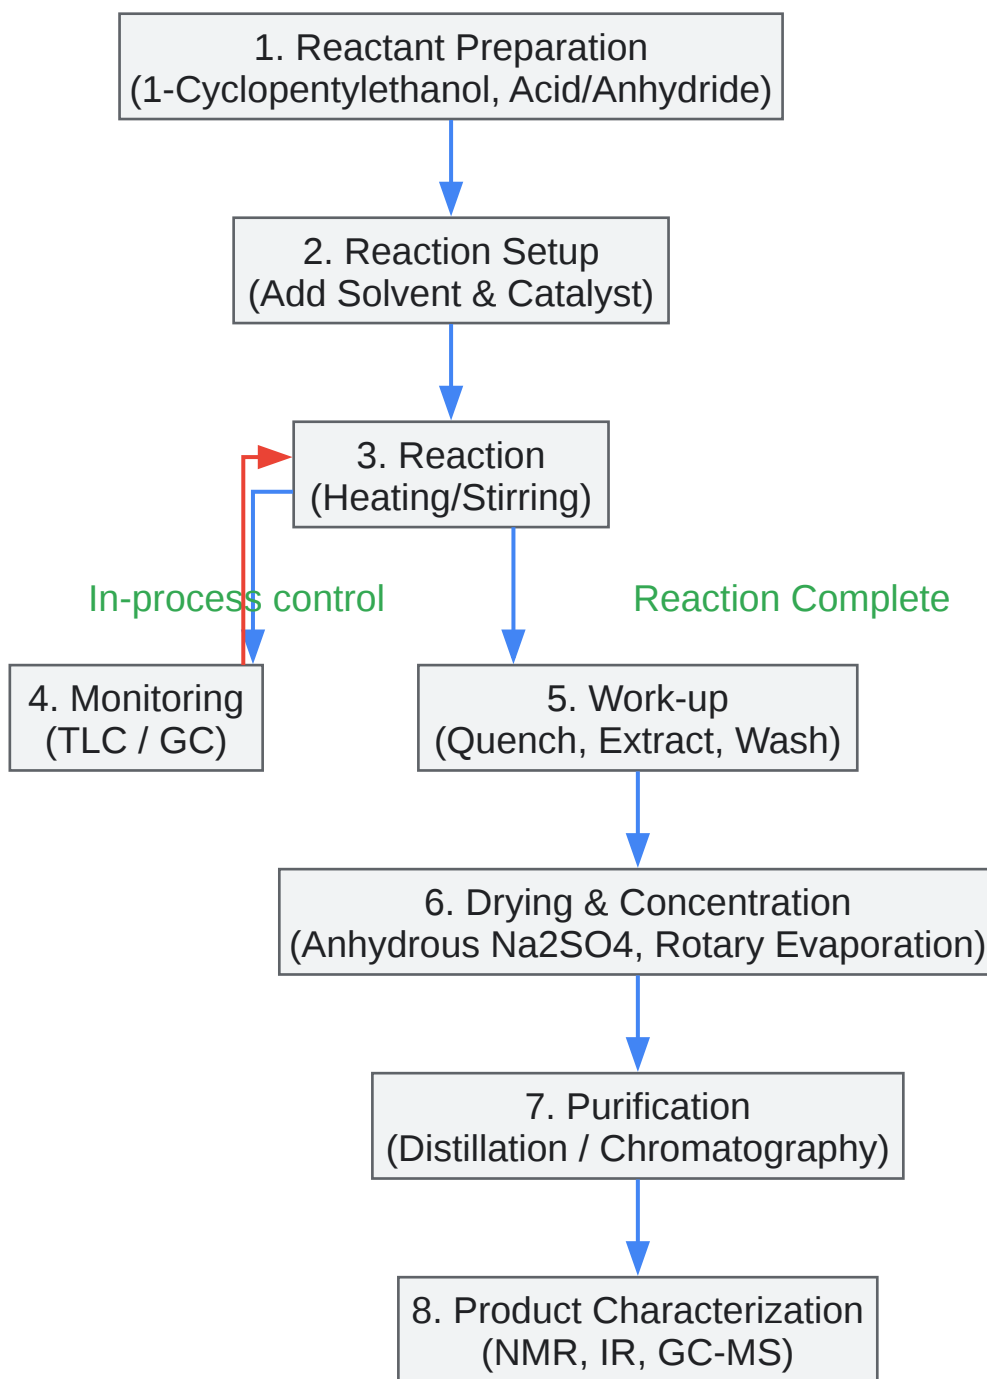 1. Reactant Preparation
(1-Cyclopentylethanol, Acid/Anhydride)
2. Reaction Setup
(Add Solvent & Catalyst)
3. Reaction
(Heating/Stirring)
In-process control
Reaction Complete
4. Monitoring
(TLC / GC)
5. Work-up
(Quench, Extract, Wash)
6. Drying & Concentration
(Anhydrous Na2SO4, Rotary Evaporation)
7. Purification
(Distillation / Chromatography)
8. Product Characterization
(NMR, IR, GC-MS)